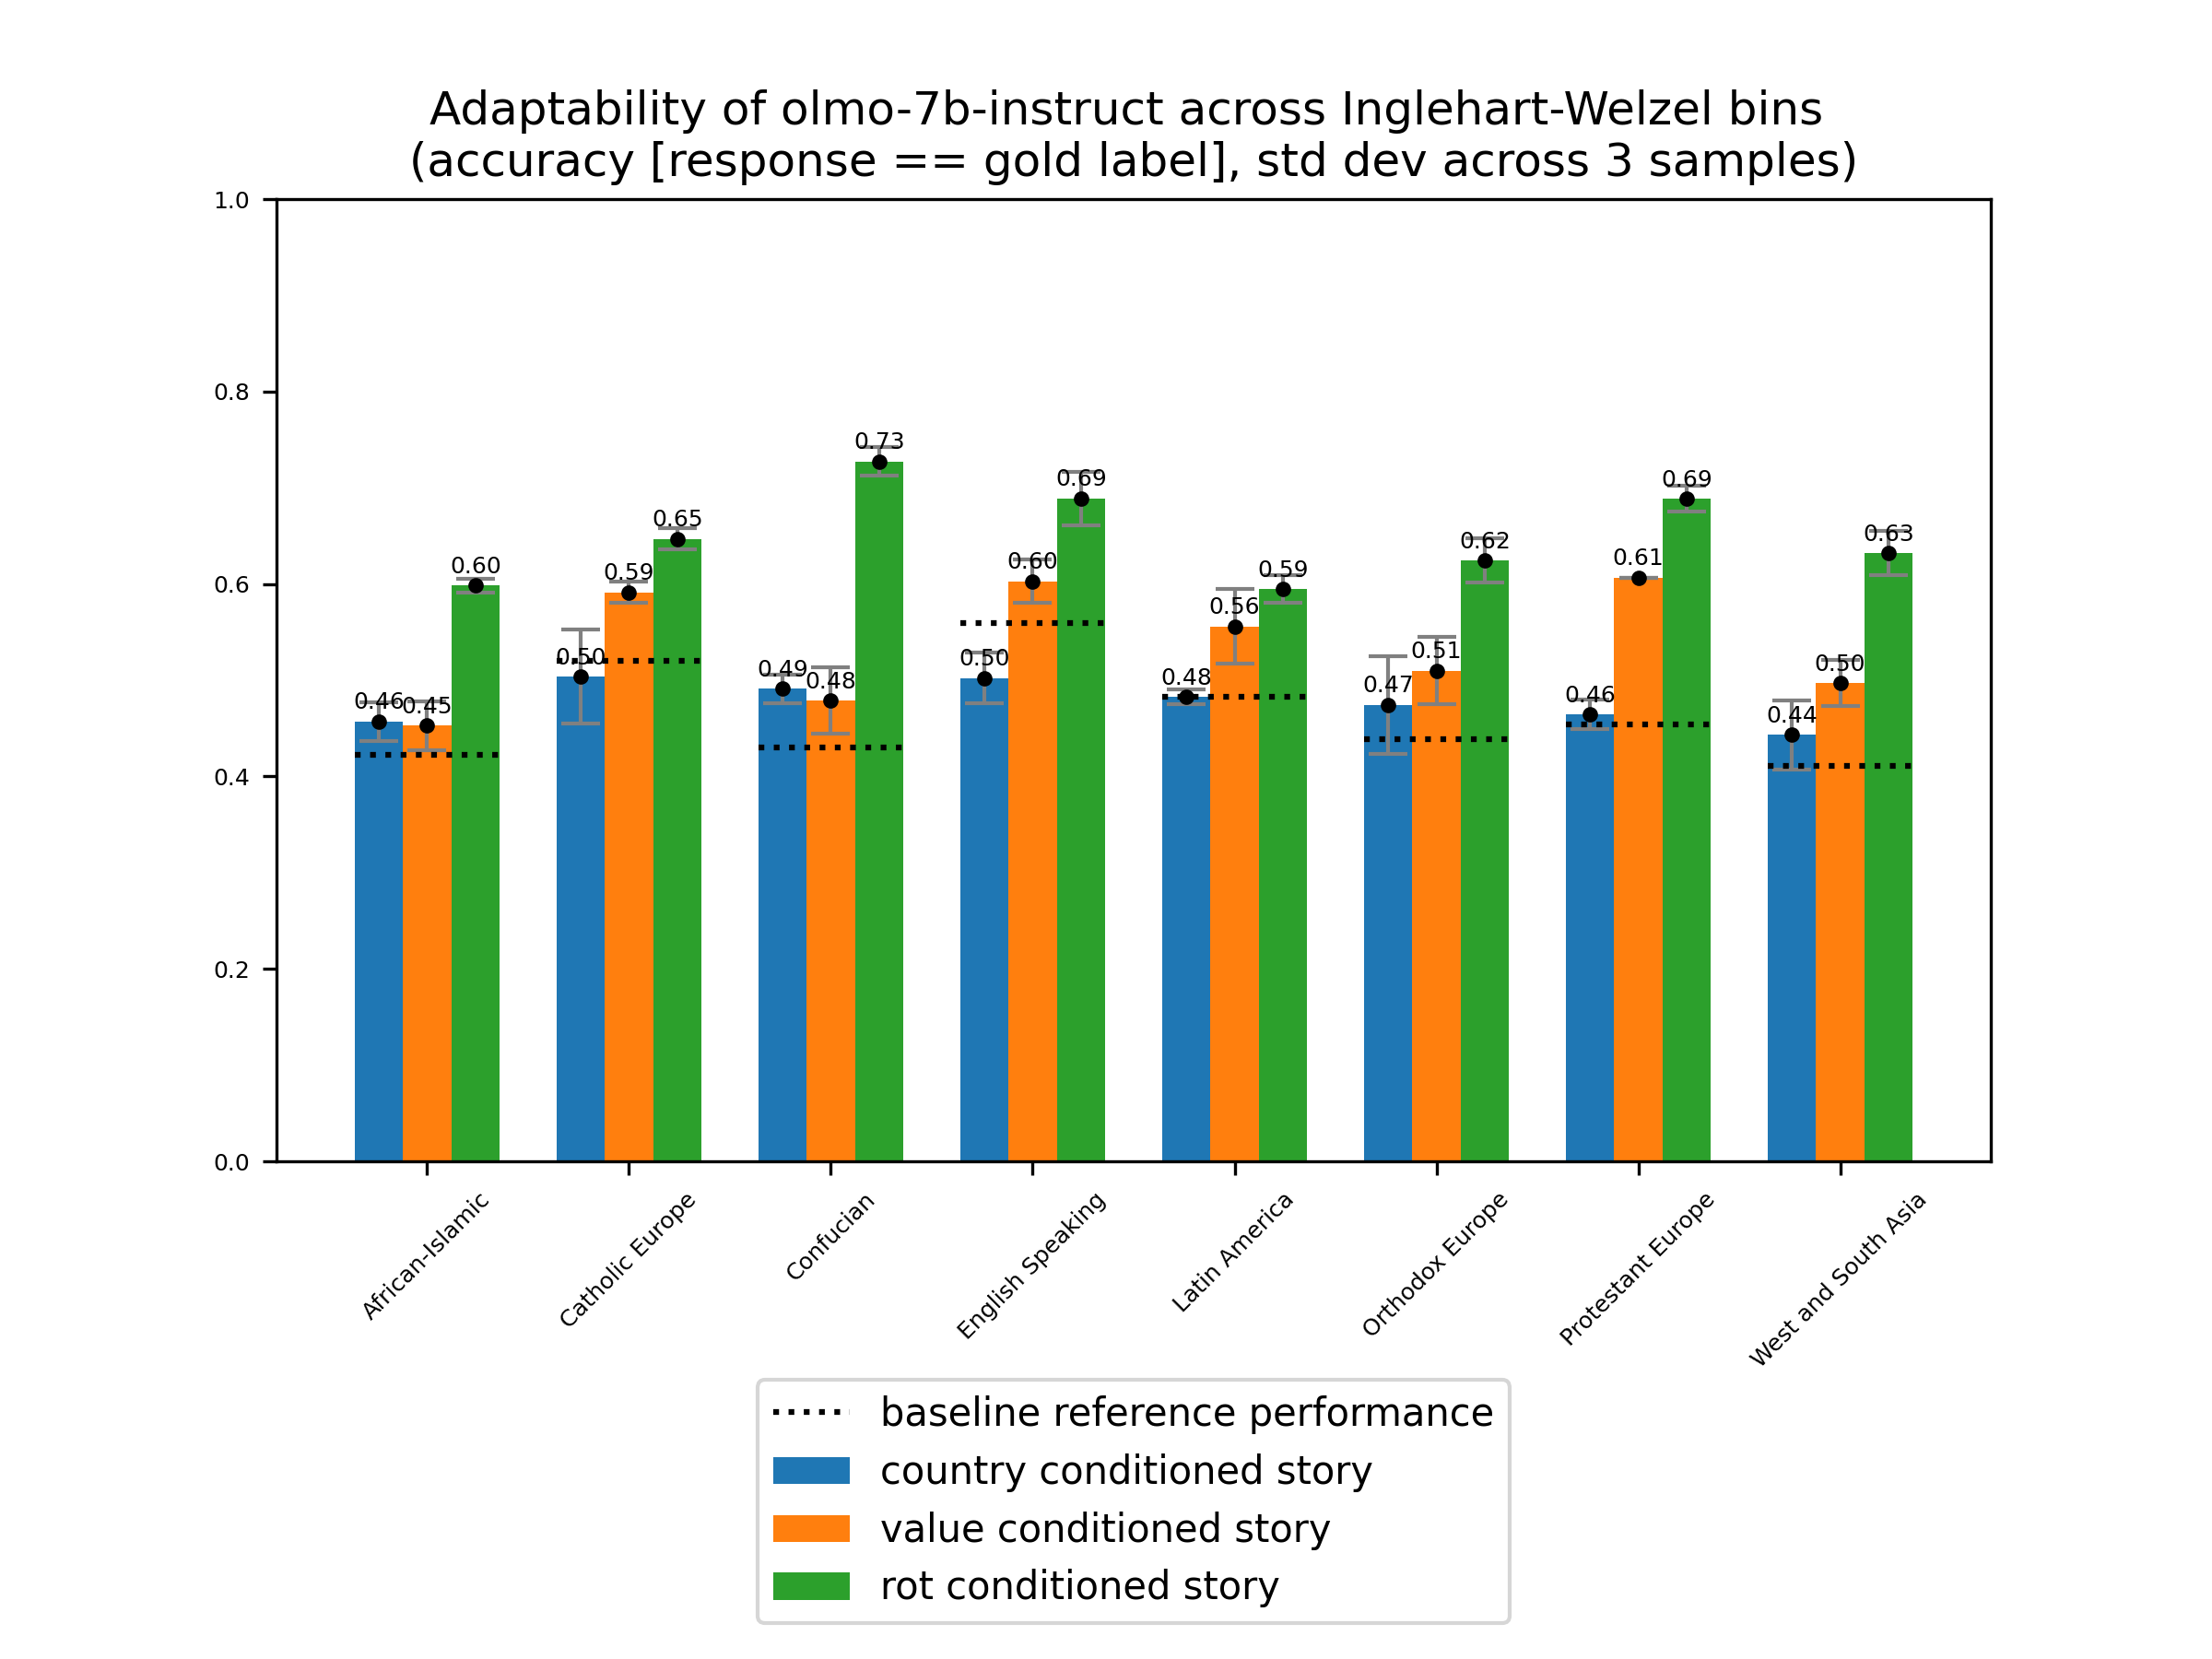 Adaptability of olmo-7b-instruct across Inglehart-Welzel bins
(accuracy [response == gold label], std dev across 3 samples)
1.0
0.8
0.6
0.4
0.2
0.0
0.46
0.45
0.60
0.50
0.59
0.65
0.49
0.48
0.73
0.50
0.60
0.69
0.48
0.56
0.59
0.47
0.51
0.62
0.46
0.61
0.69
0.44
0.50
0.63
African-Islamic
Catholic Europe
Confucian
English Speaking
Latin America
Orthodox Europe
Protestant Europe
West and South Asia
baseline reference performance
country conditioned story
value conditioned story
rot conditioned story